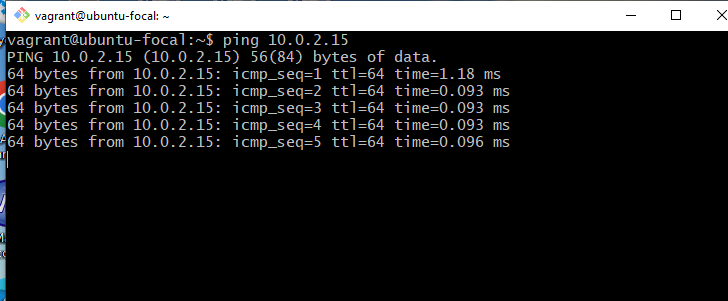 vagrant@ubuntu-focal: ~
vagrant@ubuntu-focal:~$ ping 10.0.2.15
PING 10.0.2.15 (10.0.2.15) 56(84) bytes of data.
64 bytes from 10.0.2.15: icmp_seq=1 ttl=64 time=1.18 ms
64 bytes from 10.0.2.15: icmp_seq=2 ttl=64 time=0.093 ms
64 bytes from 10.0.2.15: icmp_seq=3 ttl=64 time=0.093 ms
64 bytes from 10.0.2.15: icmp_seq=4 ttl=64 time=0.093 ms
64 bytes from 10.0.2.15: icmp_seq=5 ttl=64 time=0.096 ms